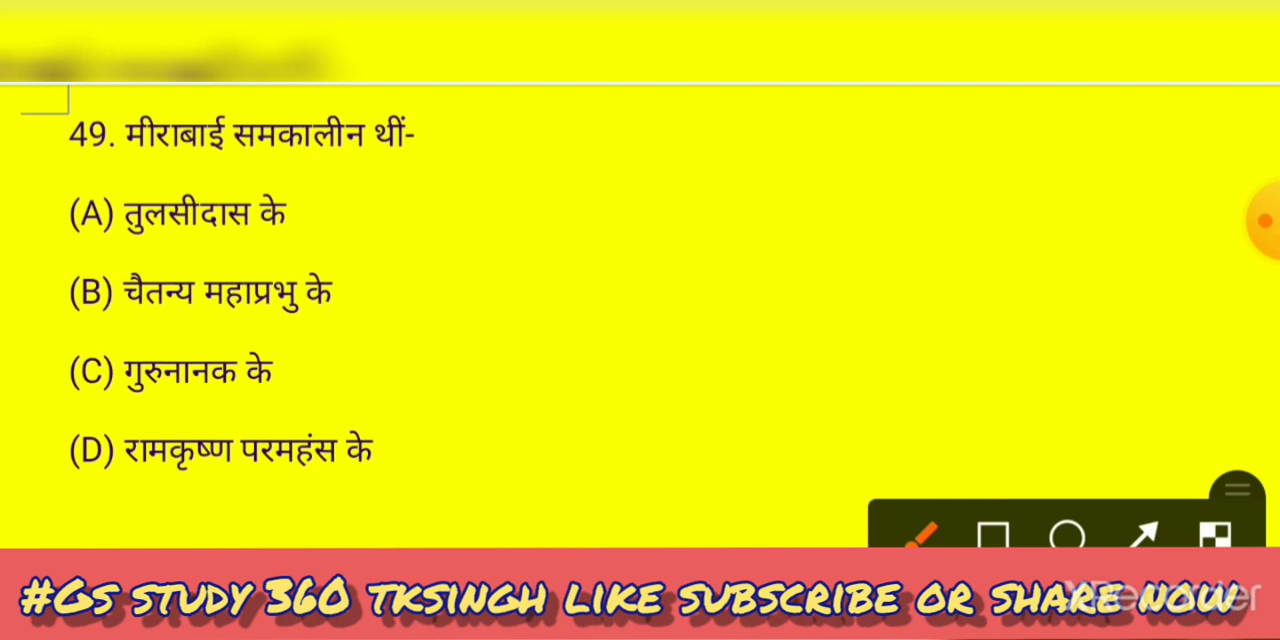 49. मीराबाई समकालीन थीं-
(A) तुलसीदास के
(B) चैतन्य महाप्रभु के
(C) गुरुनानक के
(D) रामकृष्ण परमहंस के
#Gs study 360 tksingh like subscribe or share now